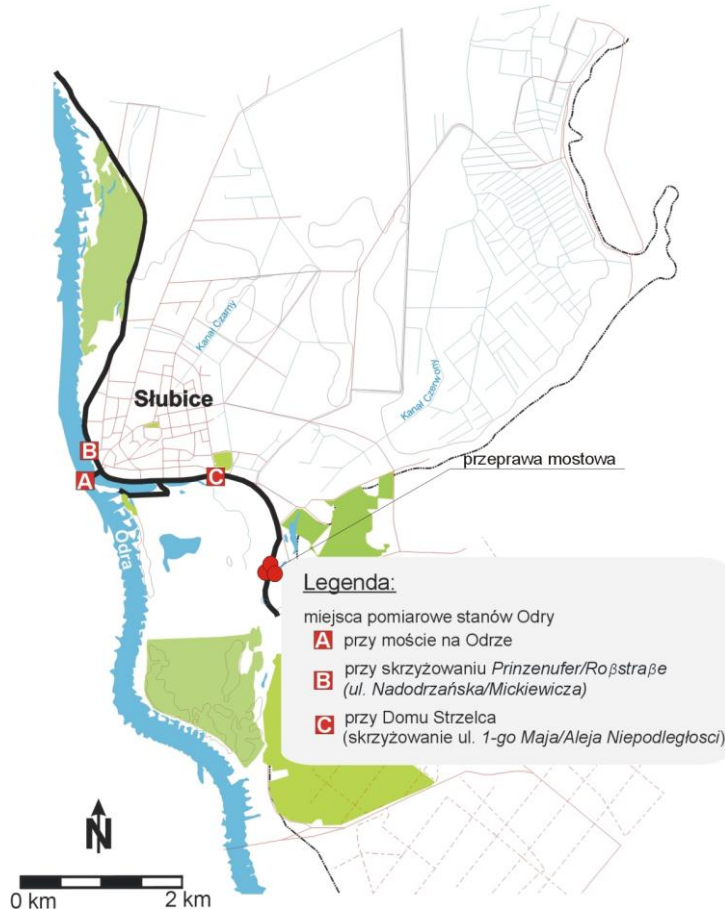 Kanał Czarny
Kanał Czerwony
Słubice
B
A
C
przeprawa mostowa
Odra
Legenda:
miejsca pomiarowe stanów Odry
A przy moście na Odrze
B przy skrzyżowaniu Prinzenufer/Roβstraβe
(ul. Nadodrzańska/Mickiewicza)
C przy Domu Strzelca
(skrzyżowanie ul. 1-go Maja/Aleja Niepodległosci)
N
0 km 2 km